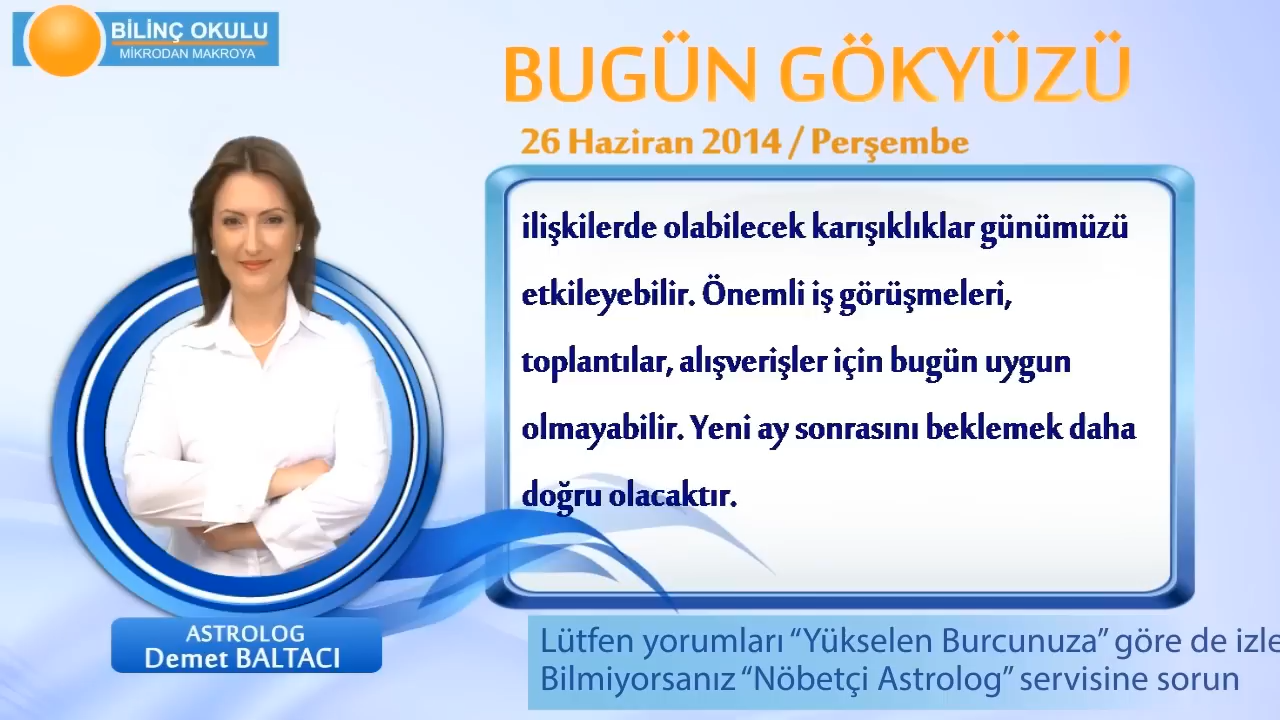 BİLİNÇ OKULU
MİKRODAN MAKROYA
BUGÜN GÖKYÜZÜ
26 Haziran 2014 / Perşembe
ilişkilerde olabilecek karışıklıklar günümüzü
etkileyebilir. Önemli iş görüşmeleri,
toplantılar, alışverişler için bugün uygun
olmayabilir. Yeni ay sonrasını beklemek daha
doğru olacaktır.
ASTROLOG
Demet BALTACI
Lütfen yorumları “Yükselen Burcunuza” göre de izle
Bilmiyorsanız “Nöbetçi Astrolog” servisine sorun